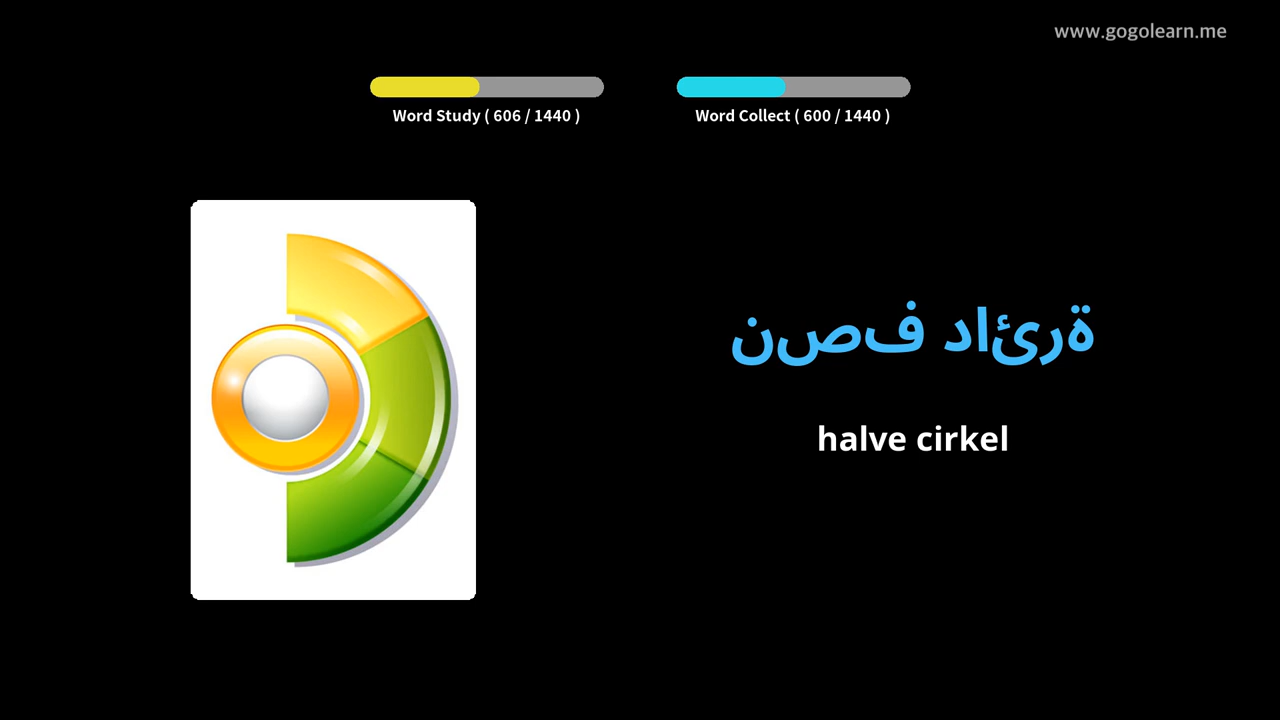 www.gogolearn.me
Word Study ( 606 / 1440 )
Word Collect ( 600 / 1440 )
ةرئاد فصن
halve cirkel